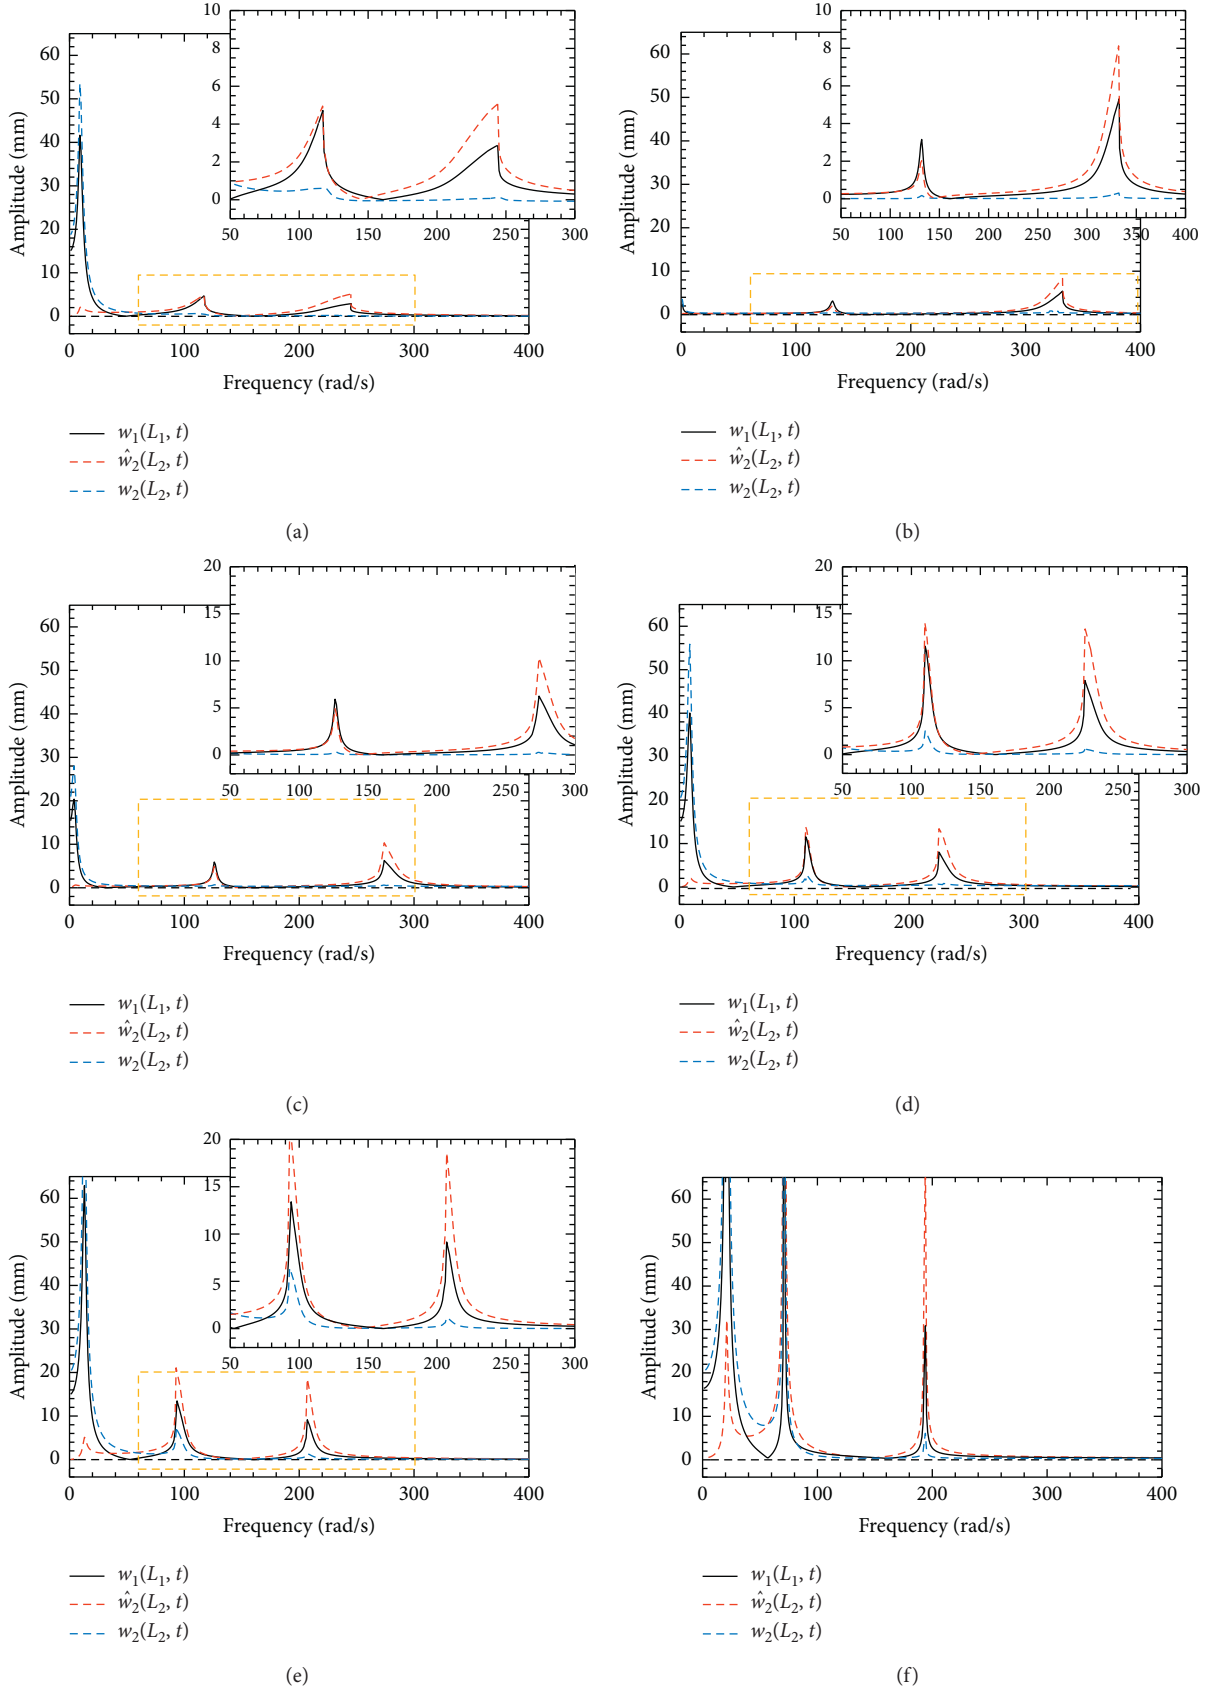 10
8
6
4
2
0
50 100 150 200 250 300
60
50
40
30
20
10
0
Amplitude (mm)
0 100 200 300 400
Frequency (rad/s)
w₁(L₁, t)
ŵ₂(L₂, t)
w₂(L₂, t)
(a)
10
8
6
4
2
0
50 100 150 200 250 300 350 400
60
50
40
30
20
10
0
Amplitude (mm)
0 100 200 300 400
Frequency (rad/s)
w₁(L₁, t)
ŵ₂(L₂, t)
w₂(L₂, t)
(b)
20
15
10
5
0
50 100 150 200 250 300
60
50
40
30
20
10
0
Amplitude (mm)
0 100 200 300 400
Frequency (rad/s)
w₁(L₁, t)
ŵ₂(L₂, t)
w₂(L₂, t)
(c)
20
15
10
5
0
50 100 150 200 250 300
60
50
40
30
20
10
0
Amplitude (mm)
0 100 200 300 400
Frequency (rad/s)
w₁(L₁, t)
ŵ₂(L₂, t)
w₂(L₂, t)
(d)
20
15
10
5
0
50 100 150 200 250 300
60
50
40
30
20
10
0
Amplitude (mm)
0 100 200 300 400
Frequency (rad/s)
w₁(L₁, t)
ŵ₂(L₂, t)
w₂(L₂, t)
(e)
60
50
40
30
20
10
0
Amplitude (mm)
0 100 200 300 400
Frequency (rad/s)
w₁(L₁, t)
ŵ₂(L₂, t)
w₂(L₂, t)
(f)